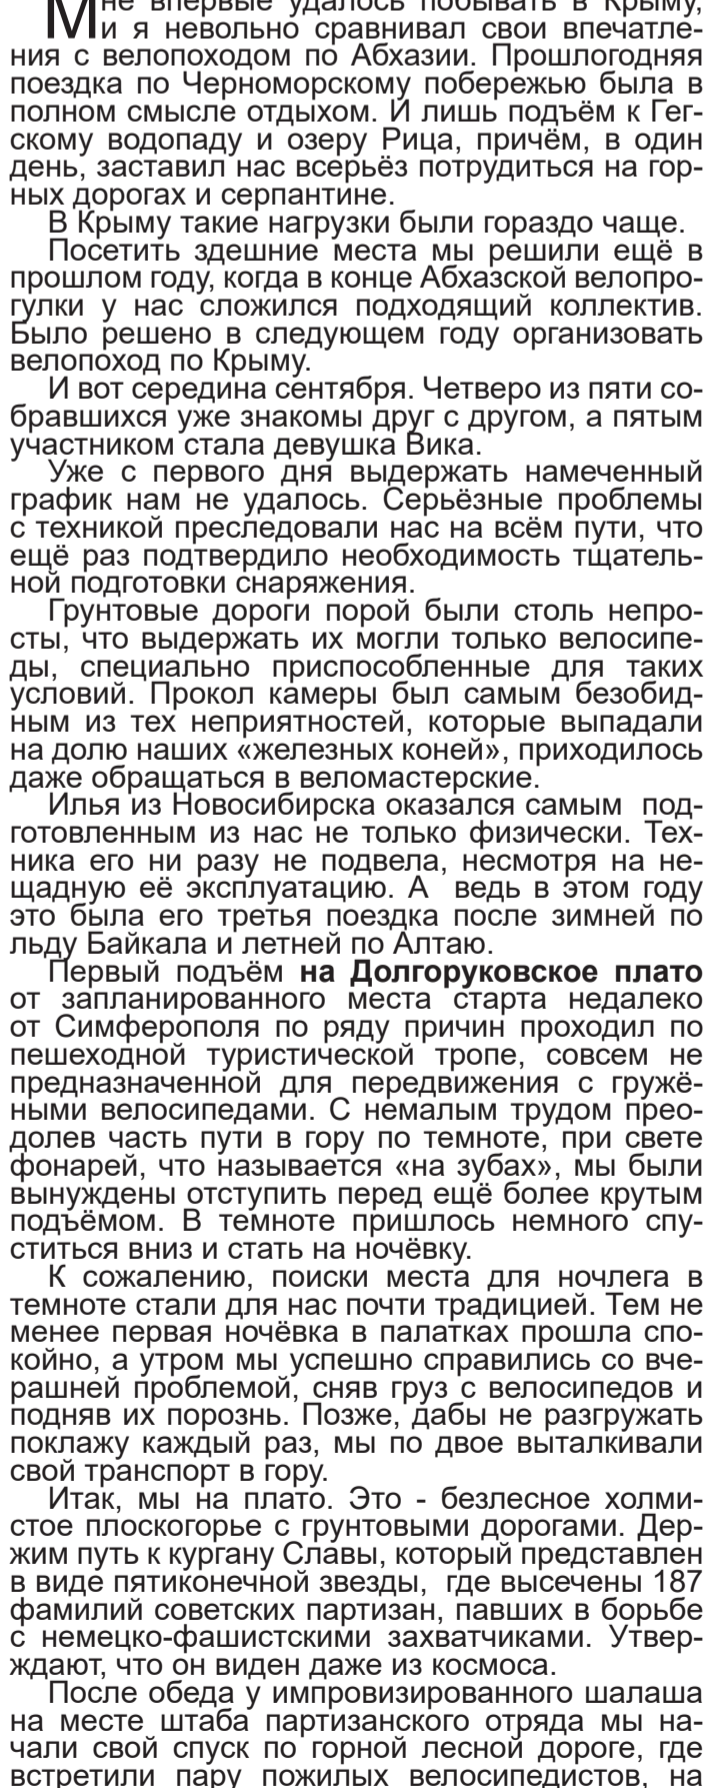 Мне впервые удалось побывать в Крыму,
и я невольно сравнивал свои впечатле-
ния с велопоходом по Абхазии. Прошлогодняя
поездка по Черноморскому побережью была в
полном смысле отдыхом. И лишь подъём к Гег-
скому водопаду и озеру Рица, причём, в один
день, заставил нас всерьёз потрудиться на гор-
ных дорогах и серпантине.
В Крыму такие нагрузки были гораздо чаще.
Посетить здешние места мы решили ещё в
прошлом году, когда в конце Абхазской велопро-
гулки у нас сложился подходящий коллектив.
Было решено в следующем году организовать
велопоход по Крыму.
И вот середина сентября. Четверо из пяти со-
бравшихся уже знакомы друг с другом, а пятым
участником стала девушка Вика.
Уже с первого дня выдержать намеченный
график нам не удалось. Серьёзные проблемы
с техникой преследовали нас на всём пути, что
ещё раз подтвердило необходимость тщатель-
ной подготовки снаряжения.
Грунтовые дороги порой были столь непро-
сты, что выдержать их могли только велосипе-
ды, специально приспособленные для таких
условий. Прокол камеры был самым безобид-
ным из тех неприятностей, которые выпадали
на долю наших «железных коней», приходилось
даже обращаться в веломастерские.
Илья из Новосибирска оказался самым  под-
готовленным из нас не только физически. Тех-
ника его ни разу не подвела, несмотря на не-
щадную её эксплуатацию. А  ведь в этом году
это была его третья поездка после зимней по
льду Байкала и летней по Алтаю.
Первый подъём на Долгоруковское плато
от запланированного места старта недалеко
от Симферополя по ряду причин проходил по
пешеходной туристической тропе, совсем не
предназначенной для передвижения с гружё-
ными велосипедами. С немалым трудом прео-
долев часть пути в гору по темноте, при свете
фонарей, что называется «на зубах», мы были
вынуждены отступить перед ещё более крутым
подъёмом. В темноте пришлось немного спу-
ститься вниз и стать на ночёвку.
К сожалению, поиски места для ночлега в
темноте стали для нас почти традицией. Тем не
менее первая ночёвка в палатках прошла спо-
койно, а утром мы успешно справились со вче-
рашней проблемой, сняв груз с велосипедов и
подняв их порознь. Позже, дабы не разгружать
поклажу каждый раз, мы по двое выталкивали
свой транспорт в гору.
Итак, мы на плато. Это - безлесное холми-
стое плоскогорье с грунтовыми дорогами. Дер-
жим путь к кургану Славы, который представлен
в виде пятиконечной звезды,  где высечены 187
фамилий советских партизан, павших в борьбе
с немецко-фашистскими захватчиками. Утвер-
ждают, что он виден даже из космоса.
После обеда у импровизированного шалаша
на месте штаба партизанского отряда мы на-
чали свой спуск по горной лесной дороге, где
встретили пару пожилых велосипедистов, на